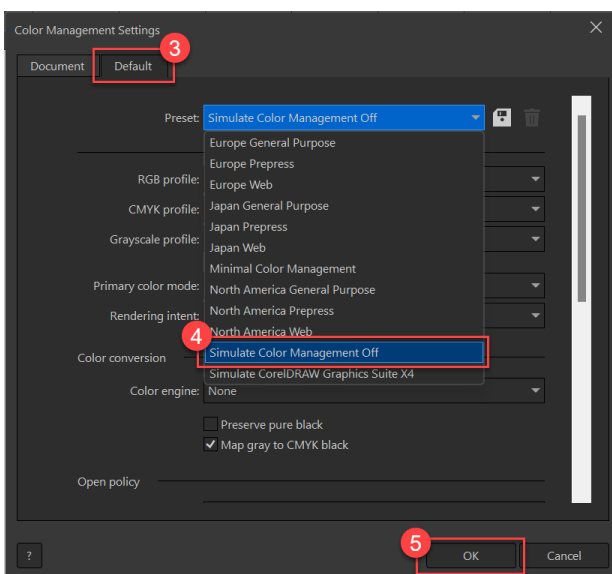 Color Management Settings
3
Document Default
Preset: Simulate Color Management Off
Europe General Purpose
Europe Prepress
RGB profile: Europe Web
CMYK profile: Japan General Purpose
Japan Prepress
Grayscale profile: Japan Web
Minimal Color Management
Primary color mode: North America General Purpose
Rendering intent: North America Prepress
4 North America Web
Color conversion Simulate Color Management Off
Simulate CorelDRAW Graphics Suite X4
Color engine: None
Preserve pure black
Map gray to CMYK black
Open policy
5
? OK Cancel